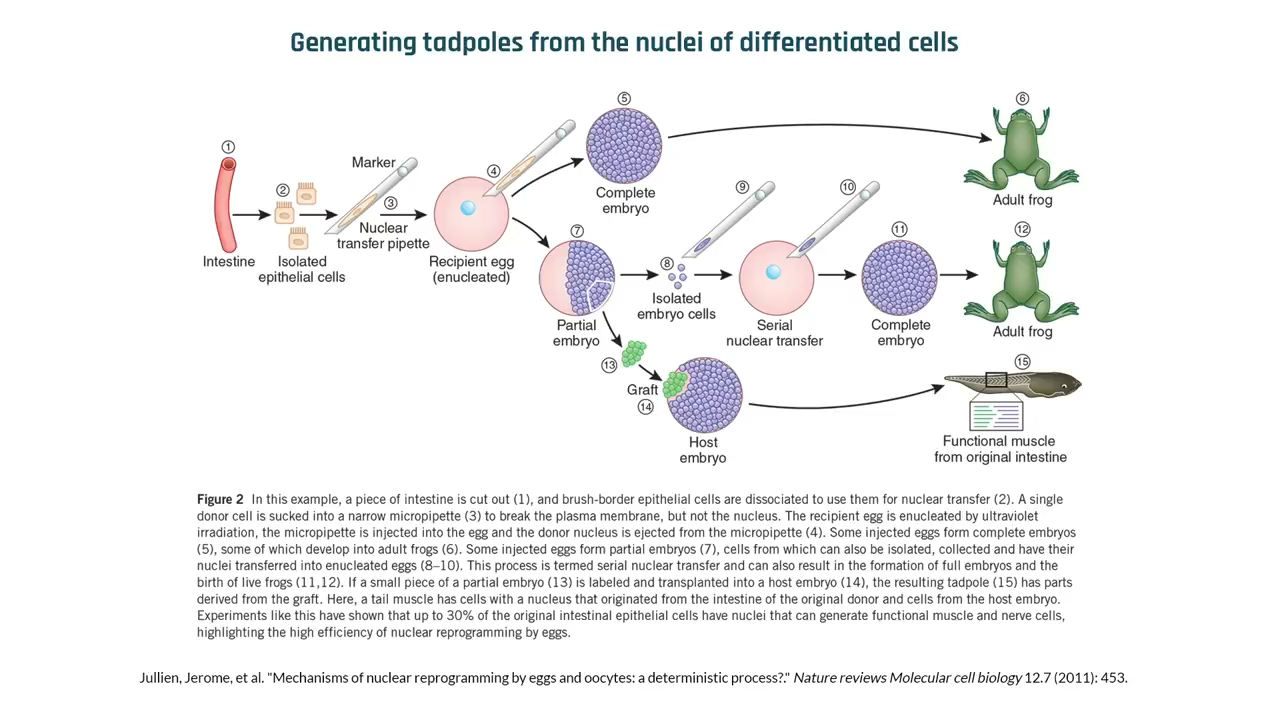 Generating tadpoles from the nuclei of differentiated cells
①
Intestine
②
Isolated
epithelial cells
Marker
③
Nuclear
transfer pipette
④
Recipient egg
(enucleated)
⑤
Complete
embryo
⑥
Adult frog
⑦
Partial
embryo
⑧
Isolated
embryo cells
⑨
⑩
Serial
nuclear transfer
⑪
Complete
embryo
⑫
Adult frog
⑬
Graft
⑭
Host
embryo
⑮
Functional muscle
from original intestine
Figure 2 In this example, a piece of intestine is cut out (1), and brush-border epithelial cells are dissociated to use them for nuclear transfer (2). A single
donor cell is sucked into a narrow micropipette (3) to break the plasma membrane, but not the nucleus. The recipient egg is enucleated by ultraviolet
irradiation, the micropipette is injected into the egg and the donor nucleus is ejected from the micropipette (4). Some injected eggs form complete embryos
(5), some of which develop into adult frogs (6). Some injected eggs form partial embryos (7), cells from which can also be isolated, collected and have their
nuclei transferred into enucleated eggs (8–10). This process is termed serial nuclear transfer and can also result in the formation of full embryos and the
birth of live frogs (11,12). If a small piece of a partial embryo (13) is labeled and transplanted into a host embryo (14), the resulting tadpole (15) has parts
derived from the graft. Here, a tail muscle has cells with a nucleus that originated from the intestine of the original donor and cells from the host embryo.
Experiments like this have shown that up to 30% of the original intestinal epithelial cells have nuclei that can generate functional muscle and nerve cells,
highlighting the high efficiency of nuclear reprogramming by eggs.
Jullien, Jerome, et al. "Mechanisms of nuclear reprogramming by eggs and oocytes: a deterministic process?." Nature reviews Molecular cell biology 12.7 (2011): 453.